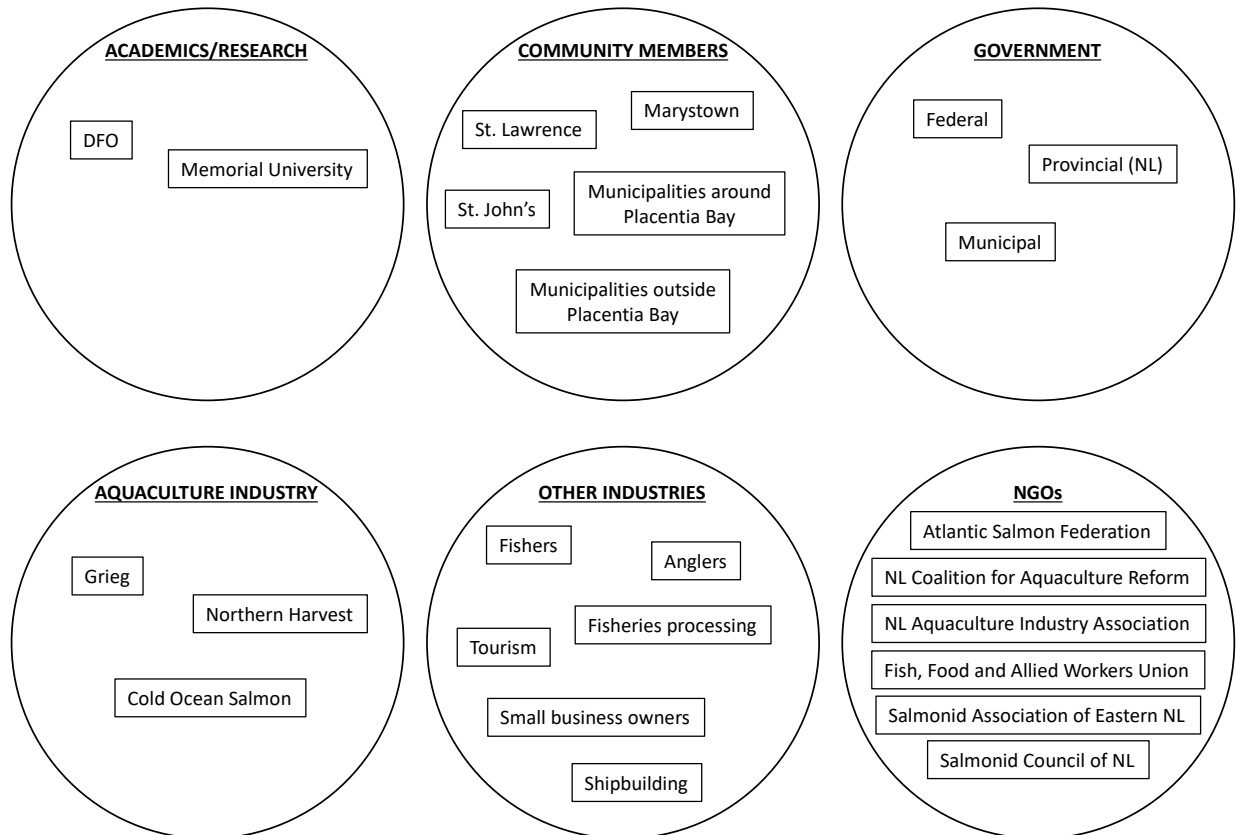 ACADEMICS/RESEARCH
DFO
Memorial University
COMMUNITY MEMBERS
Marystown
St. Lawrence
St. John’s
Municipalities around
Placentia Bay
Municipalities outside
Placentia Bay
GOVERNMENT
Federal
Provincial (NL)
Municipal
AQUACULTURE INDUSTRY
Grieg
Northern Harvest
Cold Ocean Salmon
OTHER INDUSTRIES
Fishers
Anglers
Fisheries processing
Tourism
Small business owners
Shipbuilding
NGOs
Atlantic Salmon Federation
NL Coalition for Aquaculture Reform
NL Aquaculture Industry Association
Fish, Food and Allied Workers Union
Salmonid Association of Eastern NL
Salmonid Council of NL